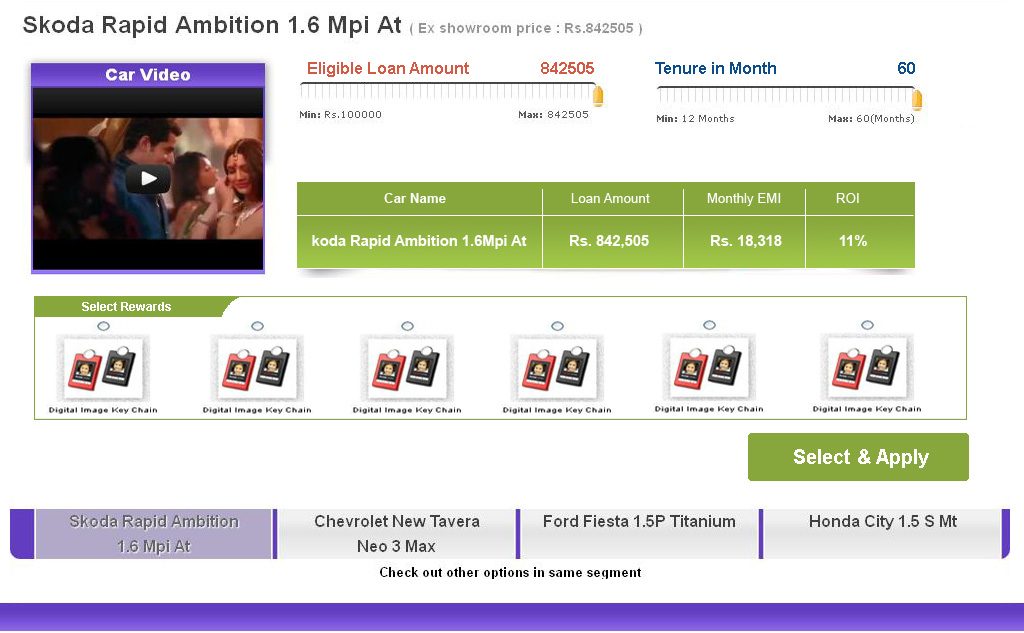 Skoda Rapid Ambition 1.6 Mpi At ( Ex showroom price : Rs.842505 )
Car Video
Eligible Loan Amount 842505
Min: Rs.100000 Max: 842505
Tenure in Month 60
Min: 12 Months Max: 60(Months)
Car Name Loan Amount Monthly EMI ROI
koda Rapid Ambition 1.6Mpi At Rs. 842,505 Rs. 18,318 11%
Select Rewards
Digital Image Key Chain Digital Image Key Chain Digital Image Key Chain Digital Image Key Chain Digital Image Key Chain Digital Image Key Chain
Select & Apply
Skoda Rapid Ambition
1.6 Mpi At
Chevrolet New Tavera
Neo 3 Max
Ford Fiesta 1.5P Titanium
Honda City 1.5 S Mt
Check out other options in same segment